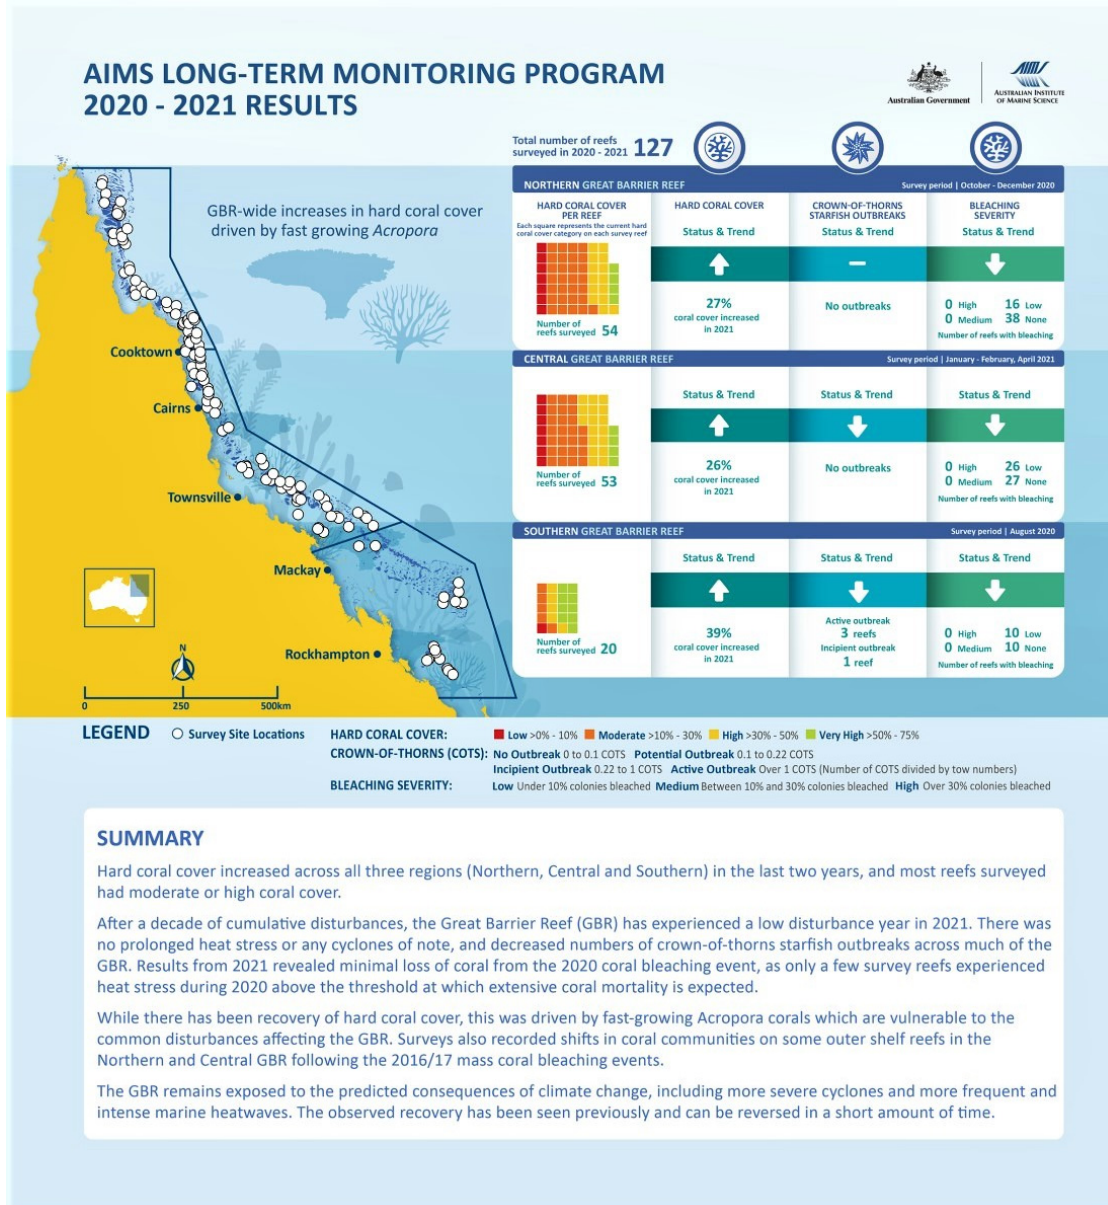 AIMS LONG-TERM MONITORING PROGRAM
2020 - 2021 RESULTS
Australian Government
AIMS
AUSTRALIAN INSTITUTE
OF MARINE SCIENCE
Total number of reefs
surveyed in 2020 - 2021 127
GBR-wide increases in hard coral cover
driven by fast growing Acropora
Cooktown
Cairns
Townsville
Mackay
Rockhampton
N
0 250 500km
NORTHERN GREAT BARRIER REEF
Survey period | October - December 2020
HARD CORAL COVER
PER REEF
Each square represents the current hard
coral cover category on each survey reef
Number of
reefs surveyed 54
HARD CORAL COVER
Status & Trend
27%
coral cover increased
in 2021
CROWN-OF-THORNS
STARFISH OUTBREAKS
Status & Trend
No outbreaks
BLEACHING
SEVERITY
Status & Trend
0 High 16 Low
0 Medium 38 None
Number of reefs with bleaching
CENTRAL GREAT BARRIER REEF
Survey period | January - February, April 2021
Number of
reefs surveyed 53
Status & Trend
26%
coral cover increased
in 2021
Status & Trend
No outbreaks
Status & Trend
0 High 26 Low
0 Medium 27 None
Number of reefs with bleaching
SOUTHERN GREAT BARRIER REEF
Survey period | August 2020
Number of
reefs surveyed 20
Status & Trend
39%
coral cover increased
in 2021
Status & Trend
Active outbreak
3 reefs
Incipient outbreak
1 reef
Status & Trend
0 High 10 Low
0 Medium 10 None
Number of reefs with bleaching
LEGEND
Survey Site Locations
HARD CORAL COVER: Low >0% - 10% Moderate >10% - 30% High >30% - 50% Very High >50% - 75%
CROWN-OF-THORNS (COTS): No Outbreak 0 to 0.1 COTS Potential Outbreak 0.1 to 0.22 COTS
Incipient Outbreak 0.22 to 1 COTS Active Outbreak Over 1 COTS (Number of COTS divided by tow numbers)
BLEACHING SEVERITY: Low Under 10% colonies bleached Medium Between 10% and 30% colonies bleached High Over 30% colonies bleached
SUMMARY
Hard coral cover increased across all three regions (Northern, Central and Southern) in the last two years, and most reefs surveyed
had moderate or high coral cover.
After a decade of cumulative disturbances, the Great Barrier Reef (GBR) has experienced a low disturbance year in 2021. There was
no prolonged heat stress or any cyclones of note, and decreased numbers of crown-of-thorns starfish outbreaks across much of the
GBR. Results from 2021 revealed minimal loss of coral from the 2020 coral bleaching event, as only a few survey reefs experienced
heat stress during 2020 above the threshold at which extensive coral mortality is expected.
While there has been recovery of hard coral cover, this was driven by fast-growing Acropora corals which are vulnerable to the
common disturbances affecting the GBR. Surveys also recorded shifts in coral communities on some outer shelf reefs in the
Northern and Central GBR following the 2016/17 mass coral bleaching events.
The GBR remains exposed to the predicted consequences of climate change, including more severe cyclones and more frequent and
intense marine heatwaves. The observed recovery has been seen previously and can be reversed in a short amount of time.